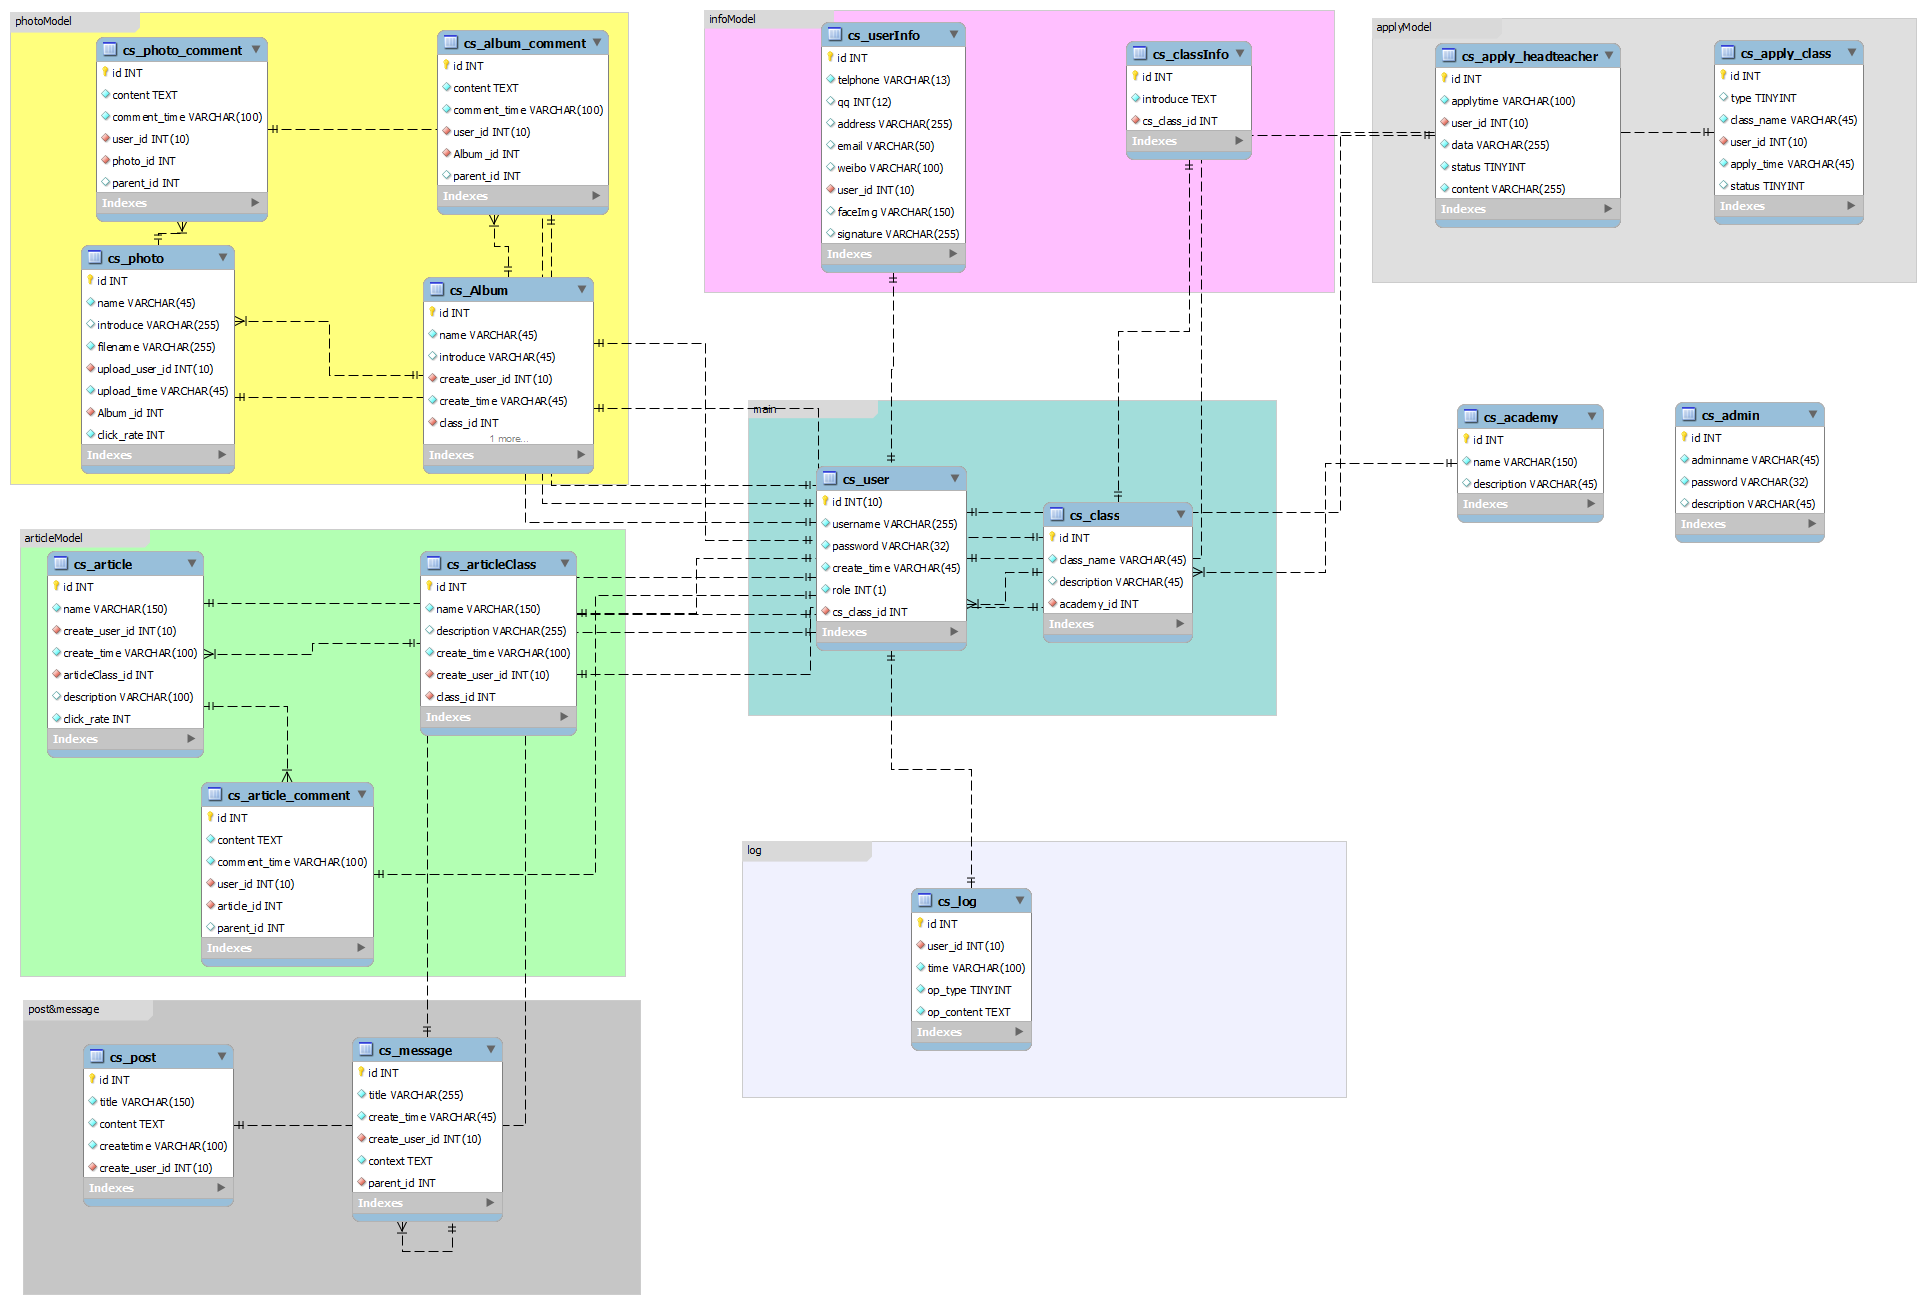 photoModel
cs_photo_comment
id INT
content TEXT
comment_time VARCHAR(100)
user_id INT(10)
photo_id INT
parent_id INT
Indexes
cs_album_comment
id INT
content TEXT
comment_time VARCHAR(100)
user_id INT(10)
Album_id INT
parent_id INT
Indexes
cs_photo
id INT
name VARCHAR(45)
introduce VARCHAR(255)
filename VARCHAR(255)
upload_user_id INT(10)
upload_time VARCHAR(45)
Album_id INT
click_rate INT
Indexes
cs_Album
id INT
name VARCHAR(45)
introduce VARCHAR(45)
create_user_id INT(10)
create_time VARCHAR(45)
class_id INT
1 more...
Indexes
infoModel
cs_userInfo
id INT
telphone VARCHAR(13)
qq INT(12)
address VARCHAR(255)
email VARCHAR(50)
weibo VARCHAR(100)
user_id INT(10)
faceImg VARCHAR(150)
signature VARCHAR(255)
Indexes
cs_classInfo
id INT
introduce TEXT
cs_class_id INT
Indexes
applyModel
cs_apply_headteacher
id INT
applytime VARCHAR(100)
user_id INT(10)
data VARCHAR(255)
status TINYINT
content VARCHAR(255)
Indexes
cs_apply_class
id INT
type TINYINT
class_name VARCHAR(45)
user_id INT(10)
apply_time VARCHAR(45)
status TINYINT
Indexes
main
cs_user
id INT(10)
username VARCHAR(255)
password VARCHAR(32)
create_time VARCHAR(45)
role INT(1)
cs_class_id INT
Indexes
cs_class
id INT
class_name VARCHAR(45)
description VARCHAR(45)
academy_id INT
Indexes
cs_academy
id INT
name VARCHAR(150)
description VARCHAR(45)
Indexes
cs_admin
id INT
adminname VARCHAR(45)
password VARCHAR(32)
description VARCHAR(45)
Indexes
articleModel
cs_article
id INT
name VARCHAR(150)
create_user_id INT(10)
create_time VARCHAR(100)
articleClass_id INT
description VARCHAR(100)
click_rate INT
Indexes
cs_articleClass
id INT
name VARCHAR(150)
description VARCHAR(255)
create_time VARCHAR(100)
create_user_id INT(10)
class_id INT
Indexes
cs_article_comment
id INT
content TEXT
comment_time VARCHAR(100)
user_id INT(10)
article_id INT
parent_id INT
Indexes
log
cs_log
id INT
user_id INT(10)
time VARCHAR(100)
op_type TINYINT
op_content TEXT
Indexes
post&message
cs_post
id INT
title VARCHAR(150)
content TEXT
createtime VARCHAR(100)
create_user_id INT(10)
Indexes
cs_message
id INT
title VARCHAR(255)
create_time VARCHAR(45)
create_user_id INT(10)
context TEXT
parent_id INT
Indexes